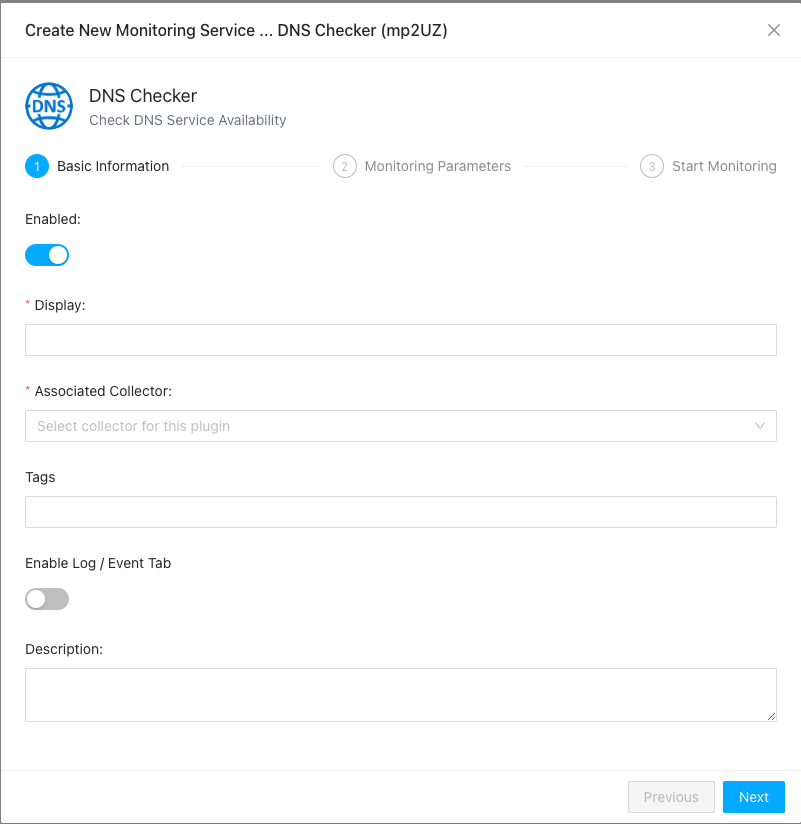 Create New Monitoring Service ... DNS Checker (mp2UZ)
DNS
DNS Checker
Check DNS Service Availability
1 Basic Information 2 Monitoring Parameters 3 Start Monitoring
Enabled:
* Display:
* Associated Collector:
Select collector for this plugin
Tags
Enable Log / Event Tab
Description:
Previous Next